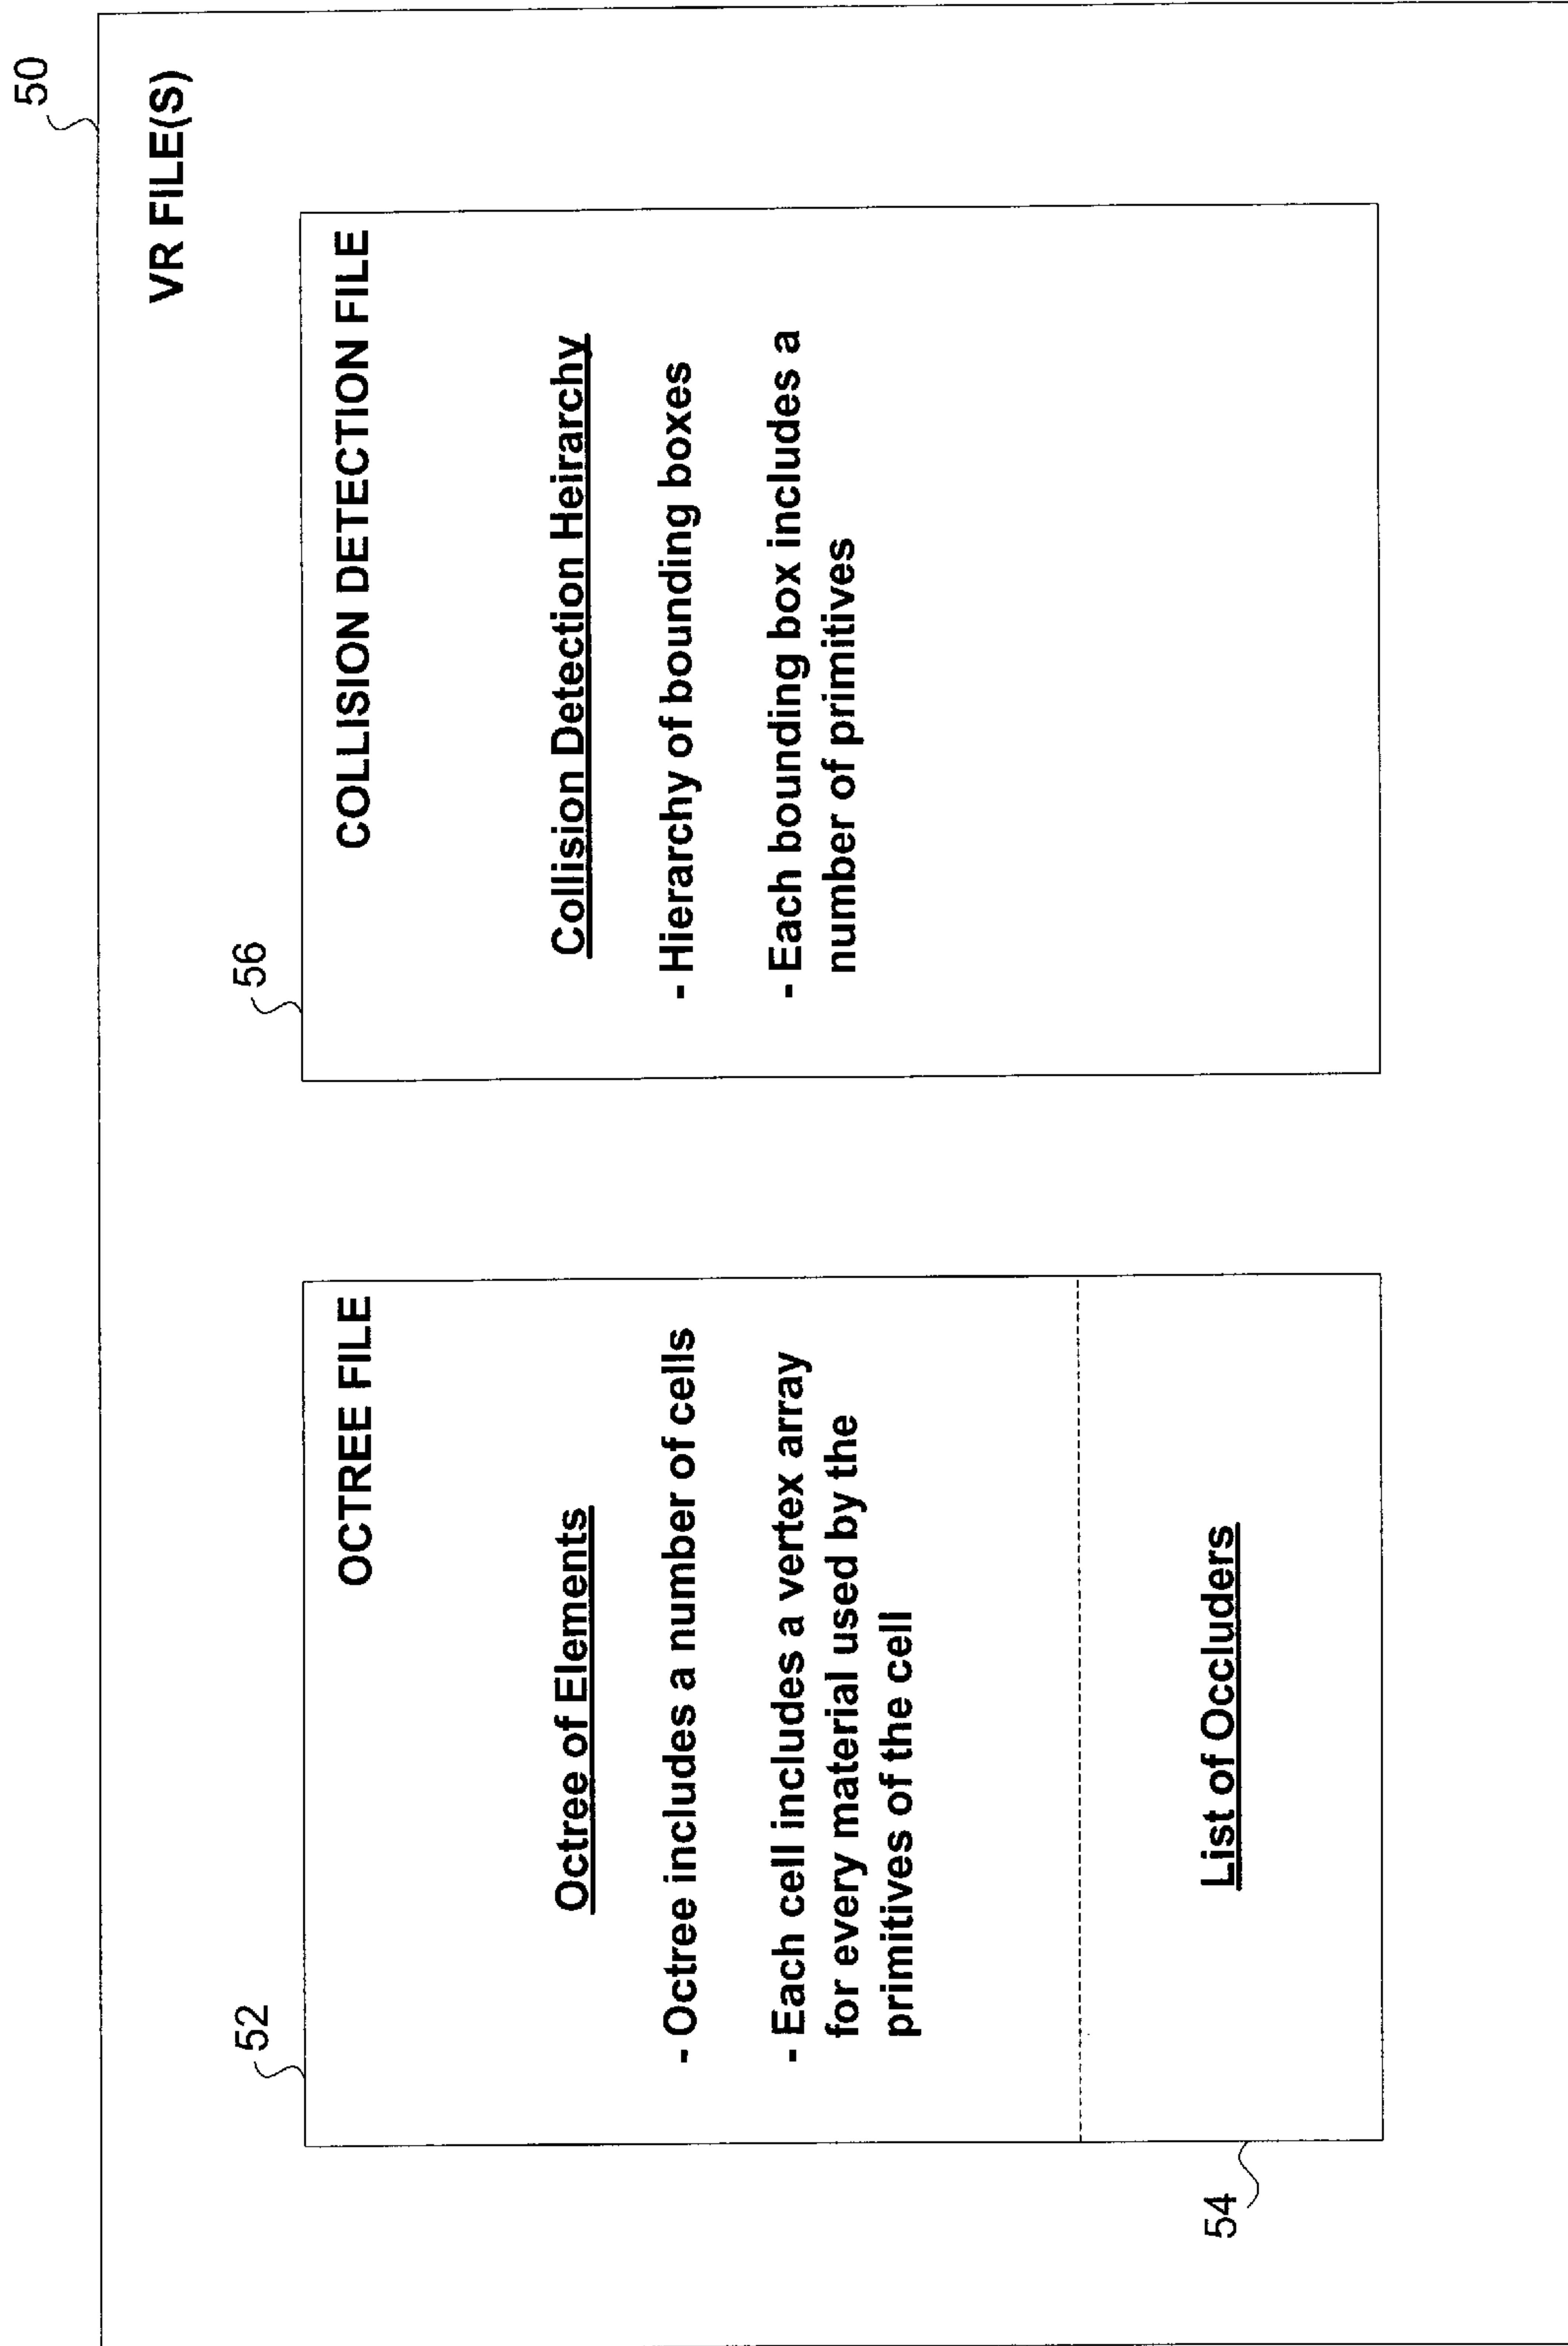 50
VR FILE(S)
52
OCTREE FILE
Octree of Elements
- Octree includes a number of cells
- Each cell includes a vertex array
for every material used by the
primitives of the cell
54
List of Occluders
56
COLLISION DETECTION FILE
Collision Detection Heirarchy
- Hierarchy of bounding boxes
- Each bounding box includes a
number of primitives